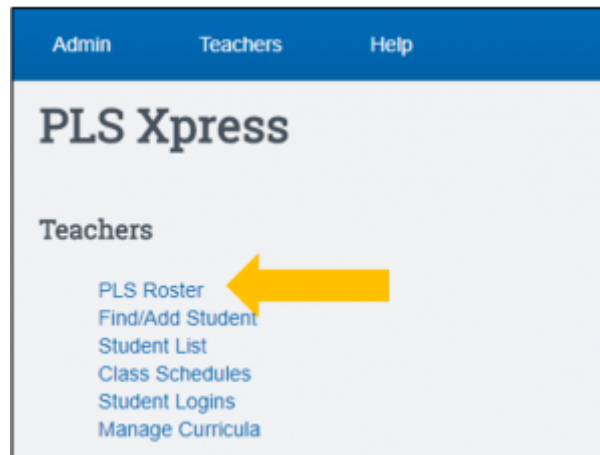 Admin Teachers Help
PLS Xpress
Teachers
PLS Roster
Find/Add Student
Student List
Class Schedules
Student Logins
Manage Curricula